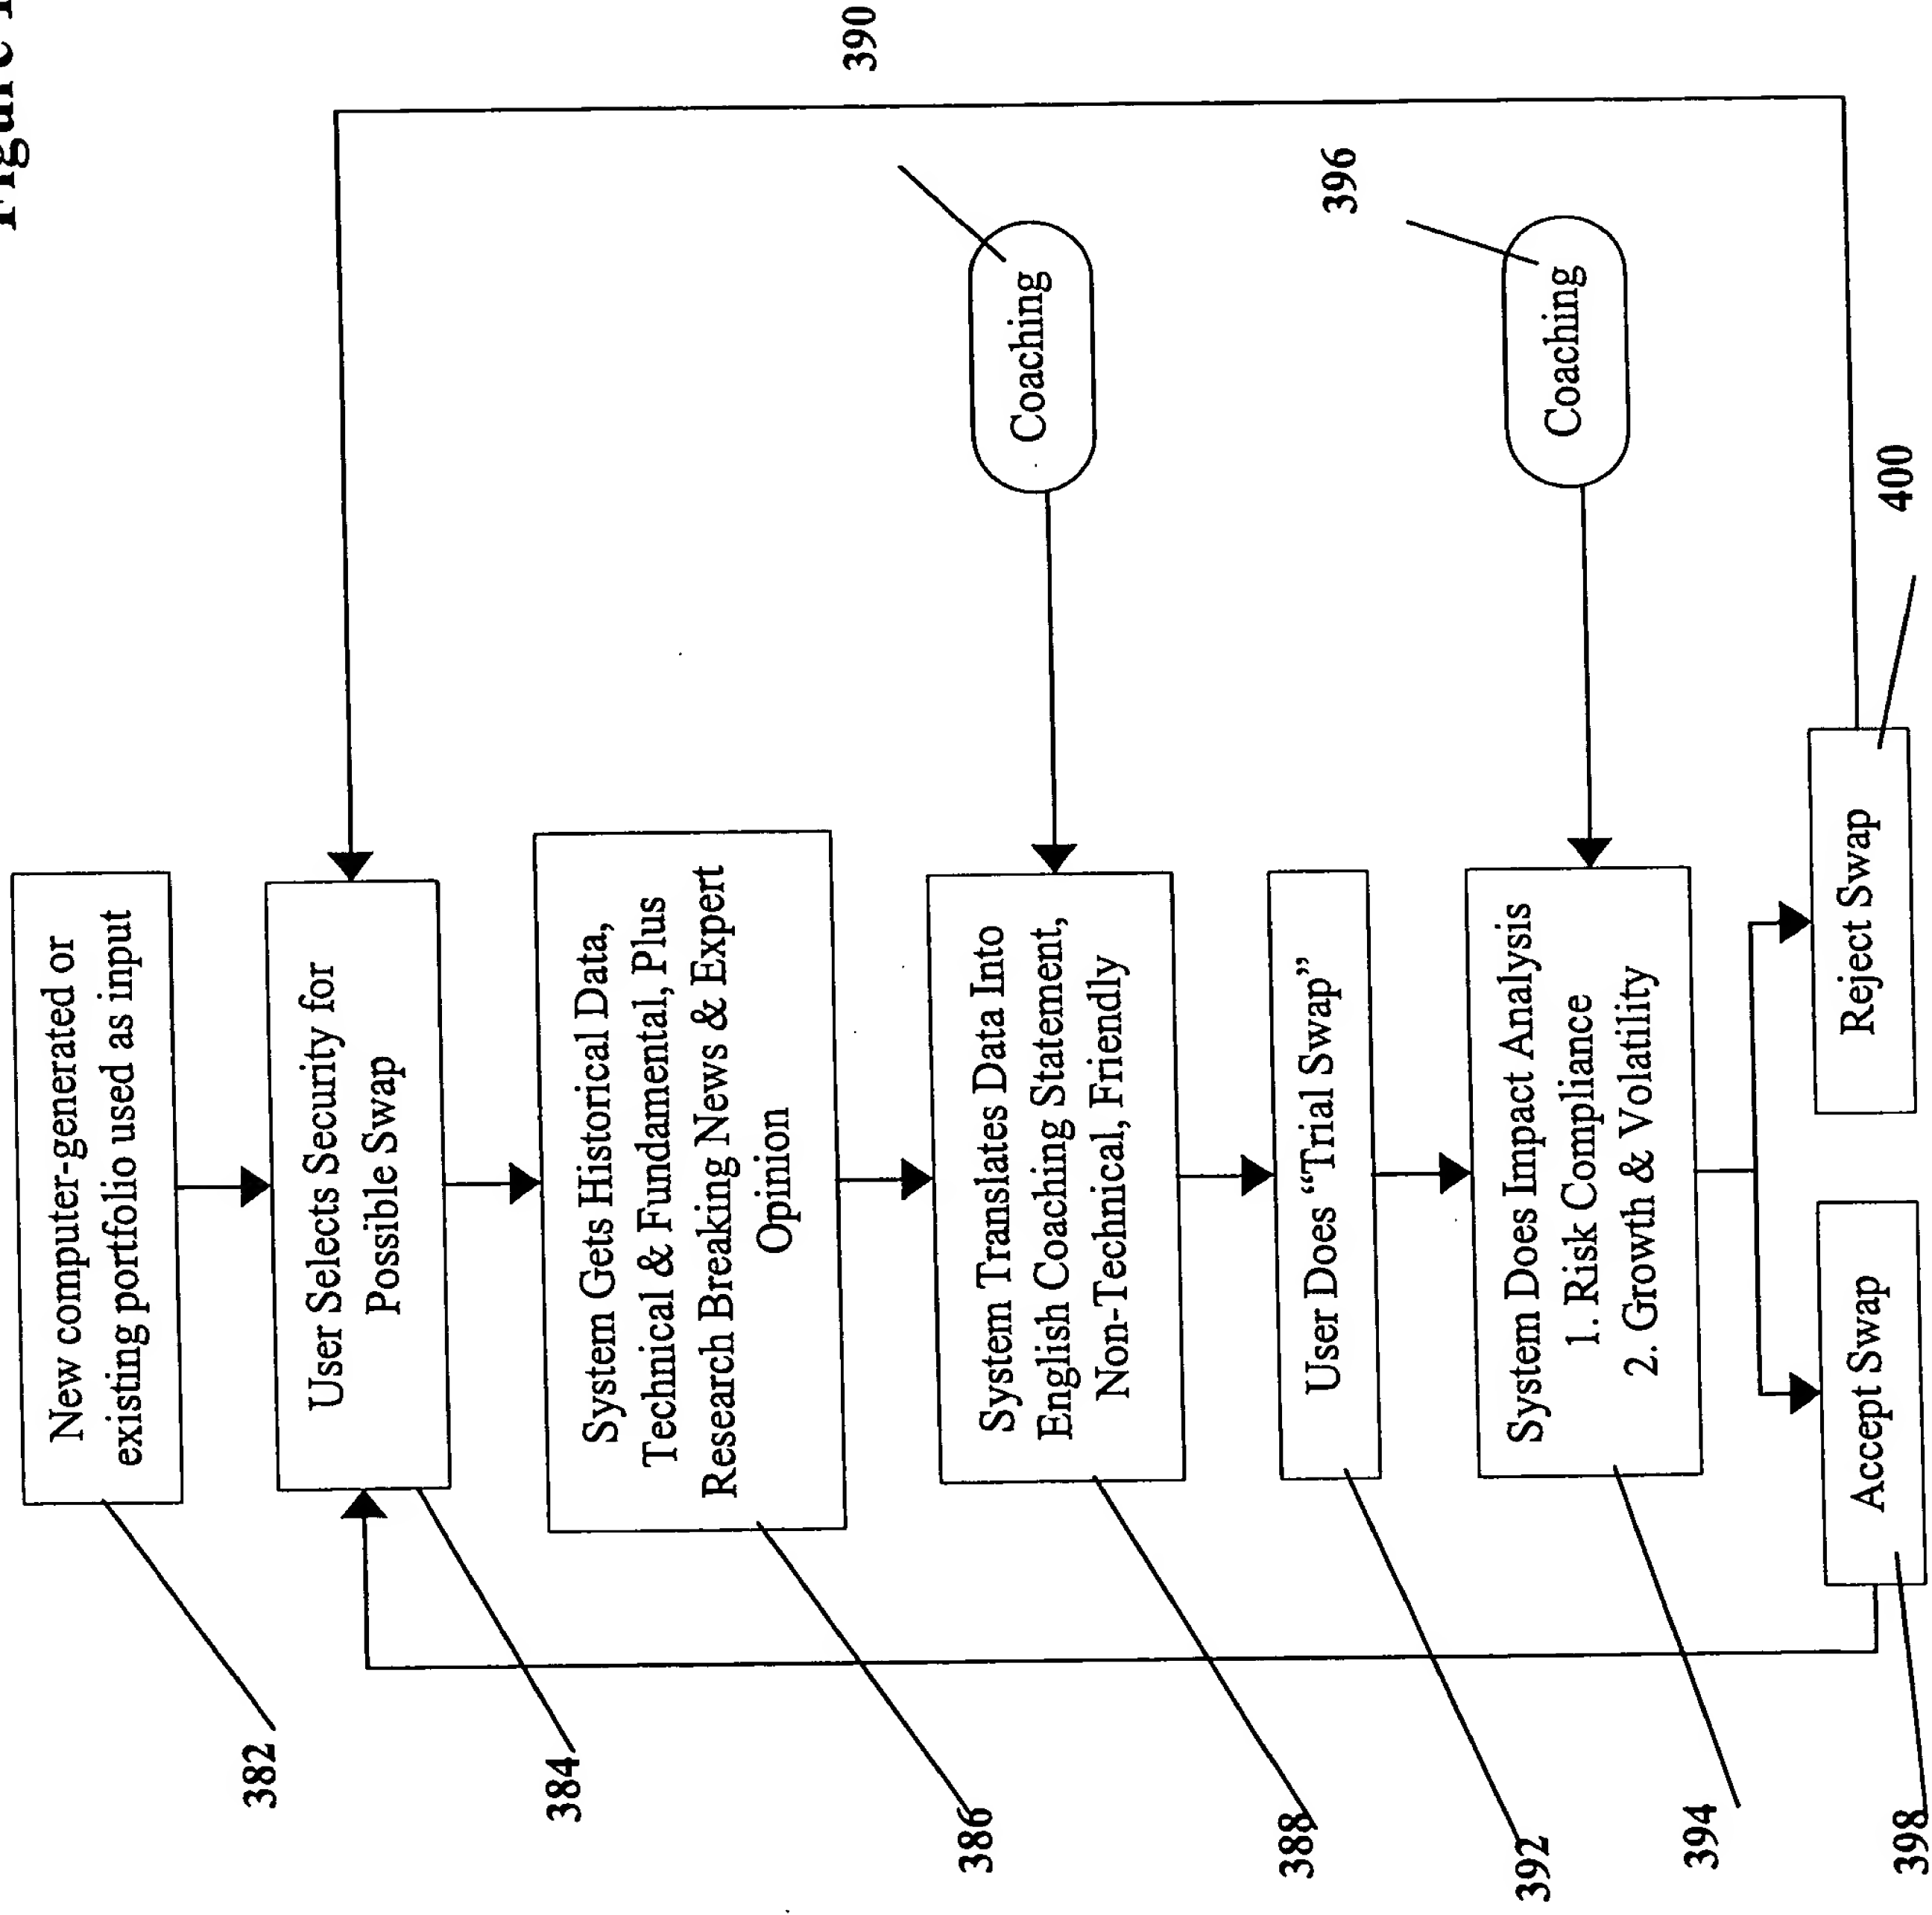 Figure
New computer-generated or
existing portfolio used as input
382
User Selects Security for
Possible Swap
384
System Gets Historical Data,
Technical & Fundamental, Plus
Research Breaking News & Expert
Opinion
386
390
Coaching
System Translates Data Into
English Coaching Statement,
Non-Technical, Friendly
388
User Does “Trial Swap”
392
396
Coaching
System Does Impact Analysis
1. Risk Compliance
2. Growth & Volatility
394
Accept Swap
398
Reject Swap
400